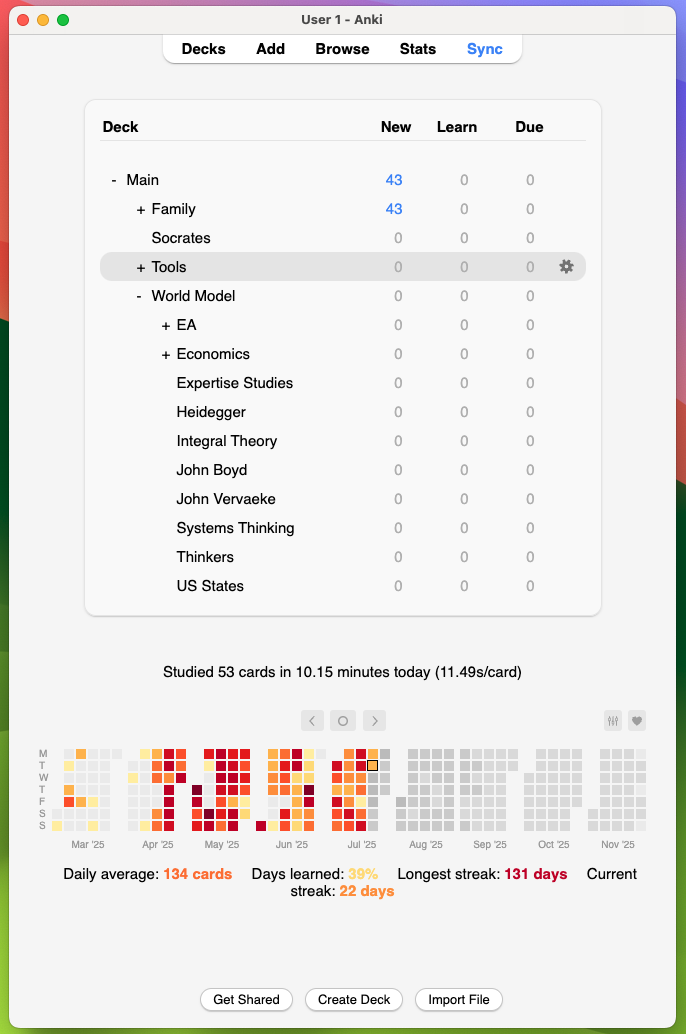 User 1 - Anki
Decks Add Browse Stats Sync
Deck New Learn Due
- Main 43 0 0
+ Family 43 0 0
Socrates 0 0 0
+ Tools 0 0 0
- World Model 0 0 0
+ EA 0 0 0
+ Economics 0 0 0
Expertise Studies 0 0 0
Heidegger 0 0 0
Integral Theory 0 0 0
John Boyd 0 0 0
John Vervaeke 0 0 0
Systems Thinking 0 0 0
Thinkers 0 0 0
US States 0 0 0
Studied 53 cards in 10.15 minutes today (11.49s/card)
M
T
W
T
F
S
S
Mar '25 Apr '25 May '25 Jun '25 Jul '25 Aug '25 Sep '25 Oct '25 Nov '25
Daily average: 134 cards Days learned: 39% Longest streak: 131 days Current
streak: 22 days
Get Shared Create Deck Import File